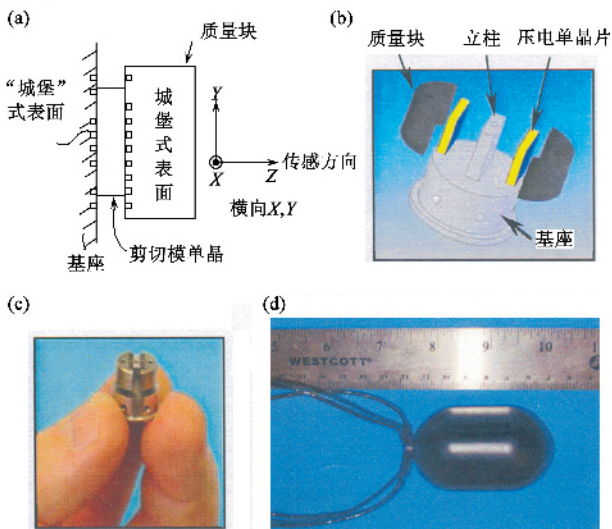 (a)
质量块
“城堡”
式表面
城堡式表面
Y
X
Z
传感方向
横向X,Y
剪切模单晶
基座
(b)
质量块
立柱
压电单晶片
基座
(c)
(d)
5 6 7 8 9 10
WESTCOTT®